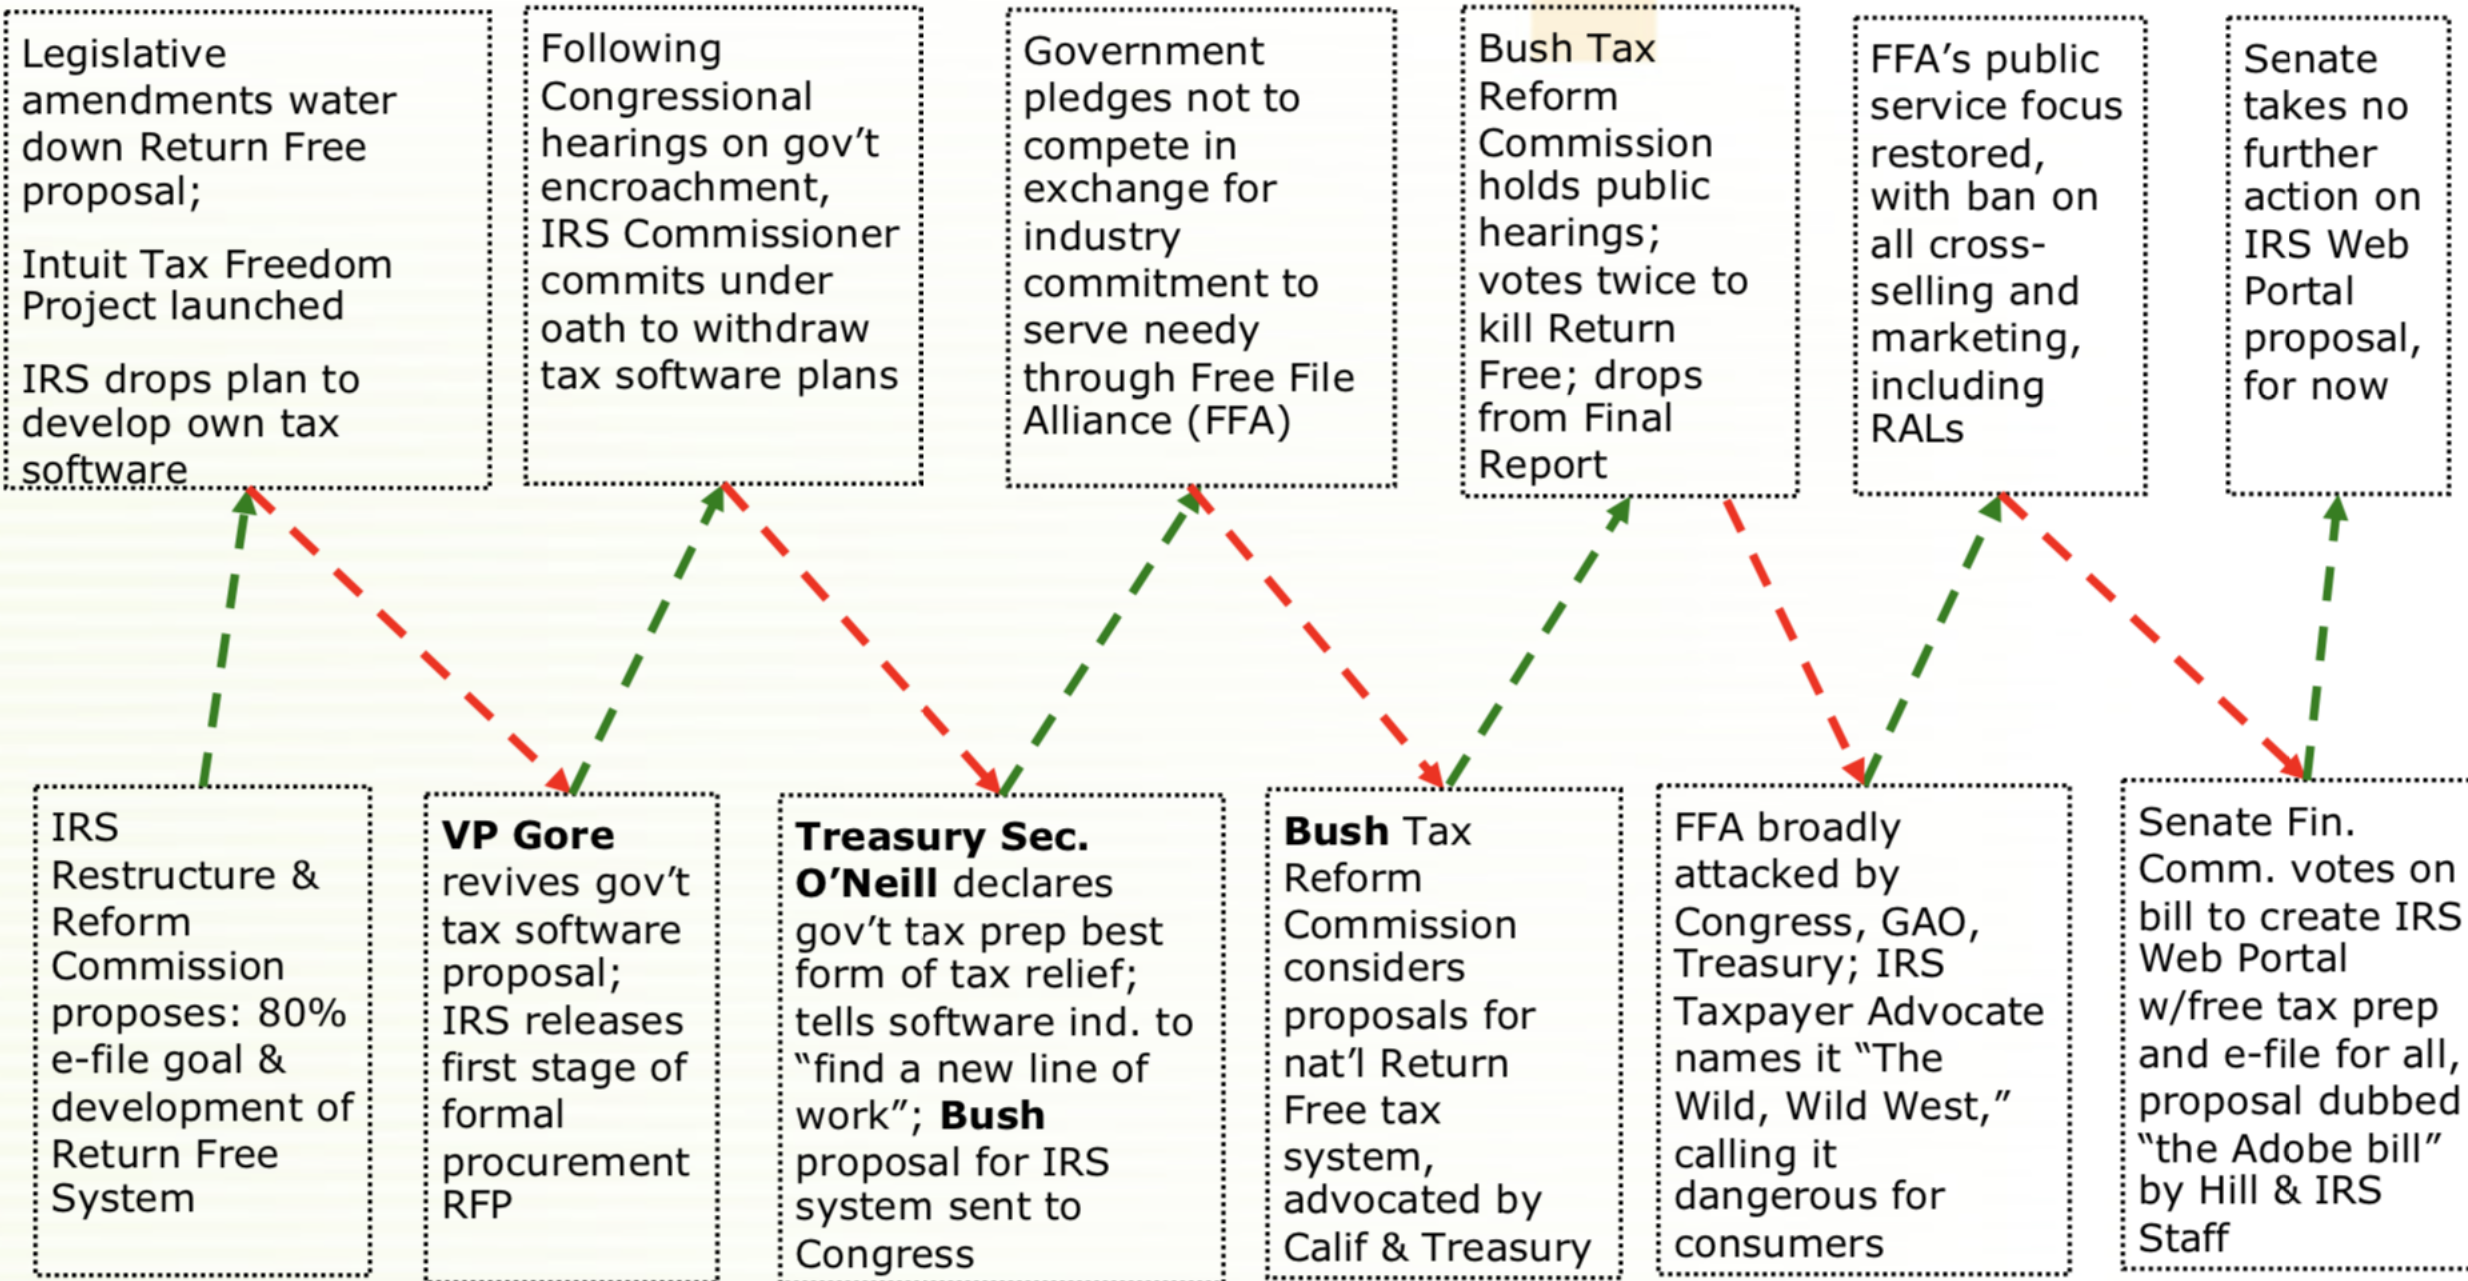 Legislative
amendments water
down Return Free
proposal;
Intuit Tax Freedom
Project launched
IRS drops plan to
develop own tax
software
Following
Congressional
hearings on gov’t
encroachment,
IRS Commissioner
commits under
oath to withdraw
tax software plans
Government
pledges not to
compete in
exchange for
industry
commitment to
serve needy
through Free File
Alliance (FFA)
Bush Tax
Reform
Commission
holds public
hearings;
votes twice to
kill Return
Free; drops
from Final
Report
FFA’s public
service focus
restored,
with ban on
all cross-
selling and
marketing,
including
RALs
Senate
takes no
further
action on
IRS Web
Portal
proposal,
for now
IRS
Restructure &
Reform
Commission
proposes: 80%
e-file goal &
development of
Return Free
System
VP Gore
revives gov’t
tax software
proposal;
IRS releases
first stage of
formal
procurement
RFP
Treasury Sec.
O’Neill declares
gov’t tax prep best
form of tax relief;
tells software ind. to
“find a new line of
work”; Bush
proposal for IRS
system sent to
Congress
Bush Tax
Reform
Commission
considers
proposals for
nat’l Return
Free tax
system,
advocated by
Calif & Treasury
FFA broadly
attacked by
Congress, GAO,
Treasury; IRS
Taxpayer Advocate
names it “The
Wild, Wild West,”
calling it
dangerous for
consumers
Senate Fin.
Comm. votes on
bill to create IRS
Web Portal
w/free tax prep
and e-file for all,
proposal dubbed
“the Adobe bill”
by Hill & IRS
Staff